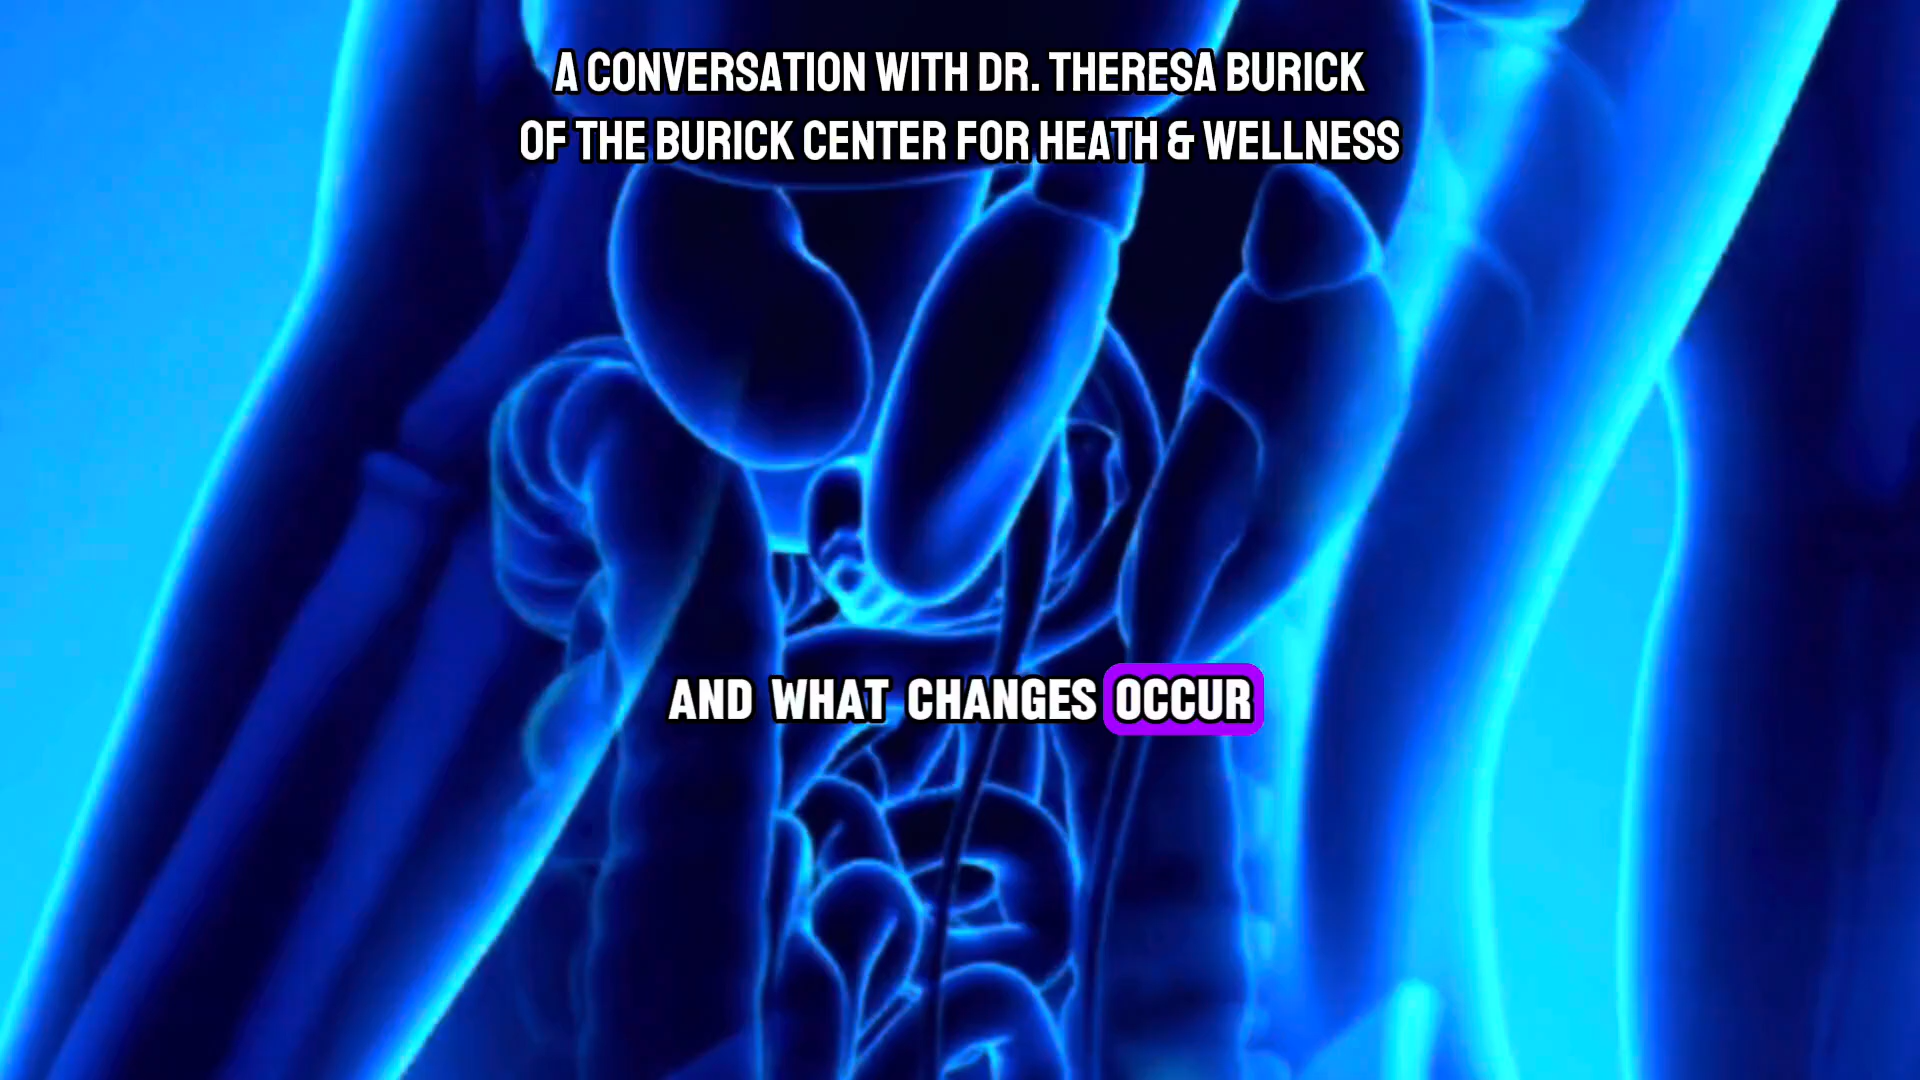 A CONVERSATION WITH DR. THERESA BURICK
OF THE BURICK CENTER FOR HEATH & WELLNESS
AND WHAT CHANGES OCCUR